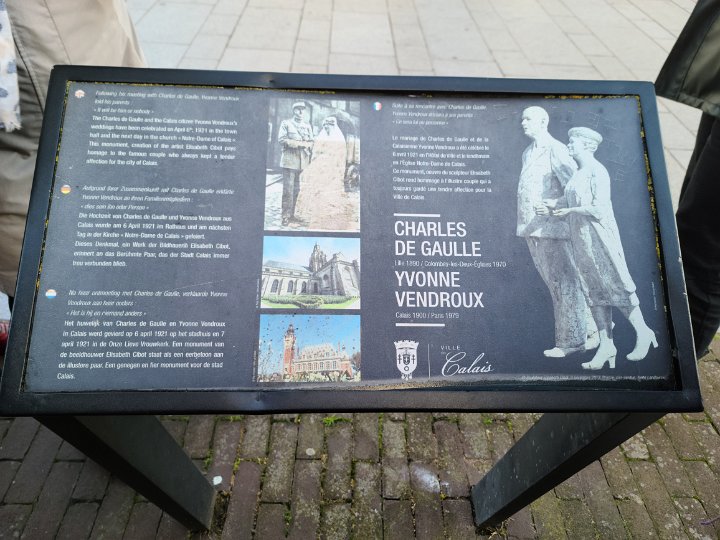 Following his meeting with Charles de Gaulle, Yvonne Vendroux
told his parents :
« It will be him or nobody »
The Charles de Gaulle and the Calais citizen Yvonne Vendroux's
weddings have been celebrated on April 6th, 1921 in the town
hall and the next day in the church « Notre-Dame de Calais ».
This monument, creation of the artist Elisabeth Cibot, pays
homage to the famous couple who always kept a tender
affection for the city of Calais.
Aufgrund ihrer Zusammenkunft mit Charles de Gaulle erklärte
Yvonne Vendroux an ihren Familienmitgliedern :
« dies oder
Die Hochzeit von Charles de Gaulle und Yvonne Vendroux aus
Calais wurde am 6 April 1921 im Rathaus und am nächsten
Tag in der Kirche « Notre-Dame de Calais » gefeiert.
Dieses Denkmal, ein Werk der Bildhauerin Elisabeth Cibot,
erinnert an das Berühmte Paar, das der Stadt Calais immer
treu verbunden blieb.
Na haar ontmoeting met Charles de Gaulle, verklaarde Yvonne
Vendroux aan haar ouders :
« Het is hij en niemand anders »
Het huwelijk van Charles de Gaulle en Yvonne Vendroux
in Calais werd gevierd op 6 april 1921 op het stadhuis en 7
april 1921 in de Onze Lieve Vrouwkerk. Een monument van
de beeldhouwer Elisabeth Cibot staat als een eerbetoon aan
de illustere paar. Een genegen en fier monument voor de stad
Calais.
Suite à sa rencontre avec Charles de Gaulle,
Yvonne Vendroux déclara à ses parents :
« Ce sera lui ou personne »
Le mariage de Charles de Gaulle et de la
Calaisienne Yvonne Vendroux a été célébré le
6 avril 1921 en l'Hôtel de Ville et le lendemain
en l'Église Notre-Dame de Calais.
Ce monument, oeuvre du sculpteur Elisabeth
Cibot rend hommage à l'illustre couple qui a
toujours gardé une tendre affection pour la
Ville de Calais.
CHARLES
DE GAULLE
Lille 1890 / Colombey-les-Deux-Églises 1970
YVONNE
VENDROUX
Calais 1900 / Paris 1979
VILLE
DE Calais